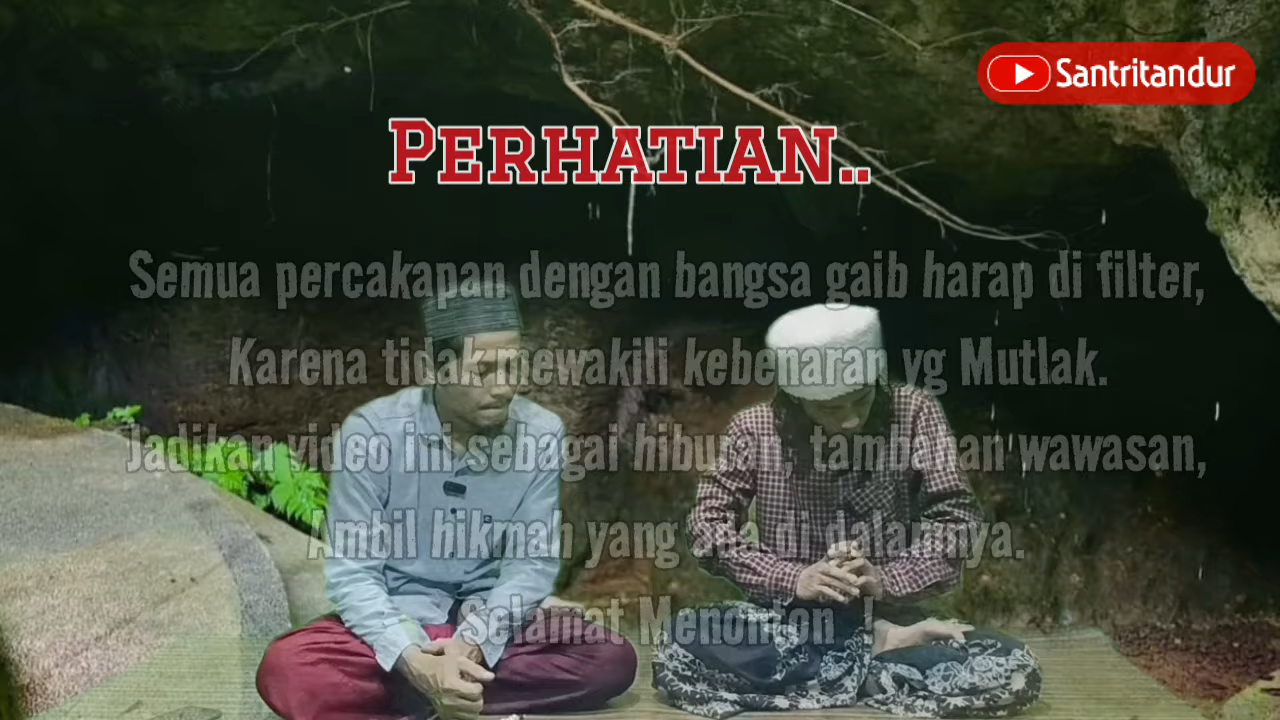 Santritandur
PERHATIAN..
Semua percakapan dengan bangsa gaib harap di filter,
Karena tidak mewakili kebenaran yg Mutlak.
Jadikan video ini sebagai hiburan, tambahan wawasan,
Ambil hikmah yang ada di dalamnya.
Selamat Menonton !